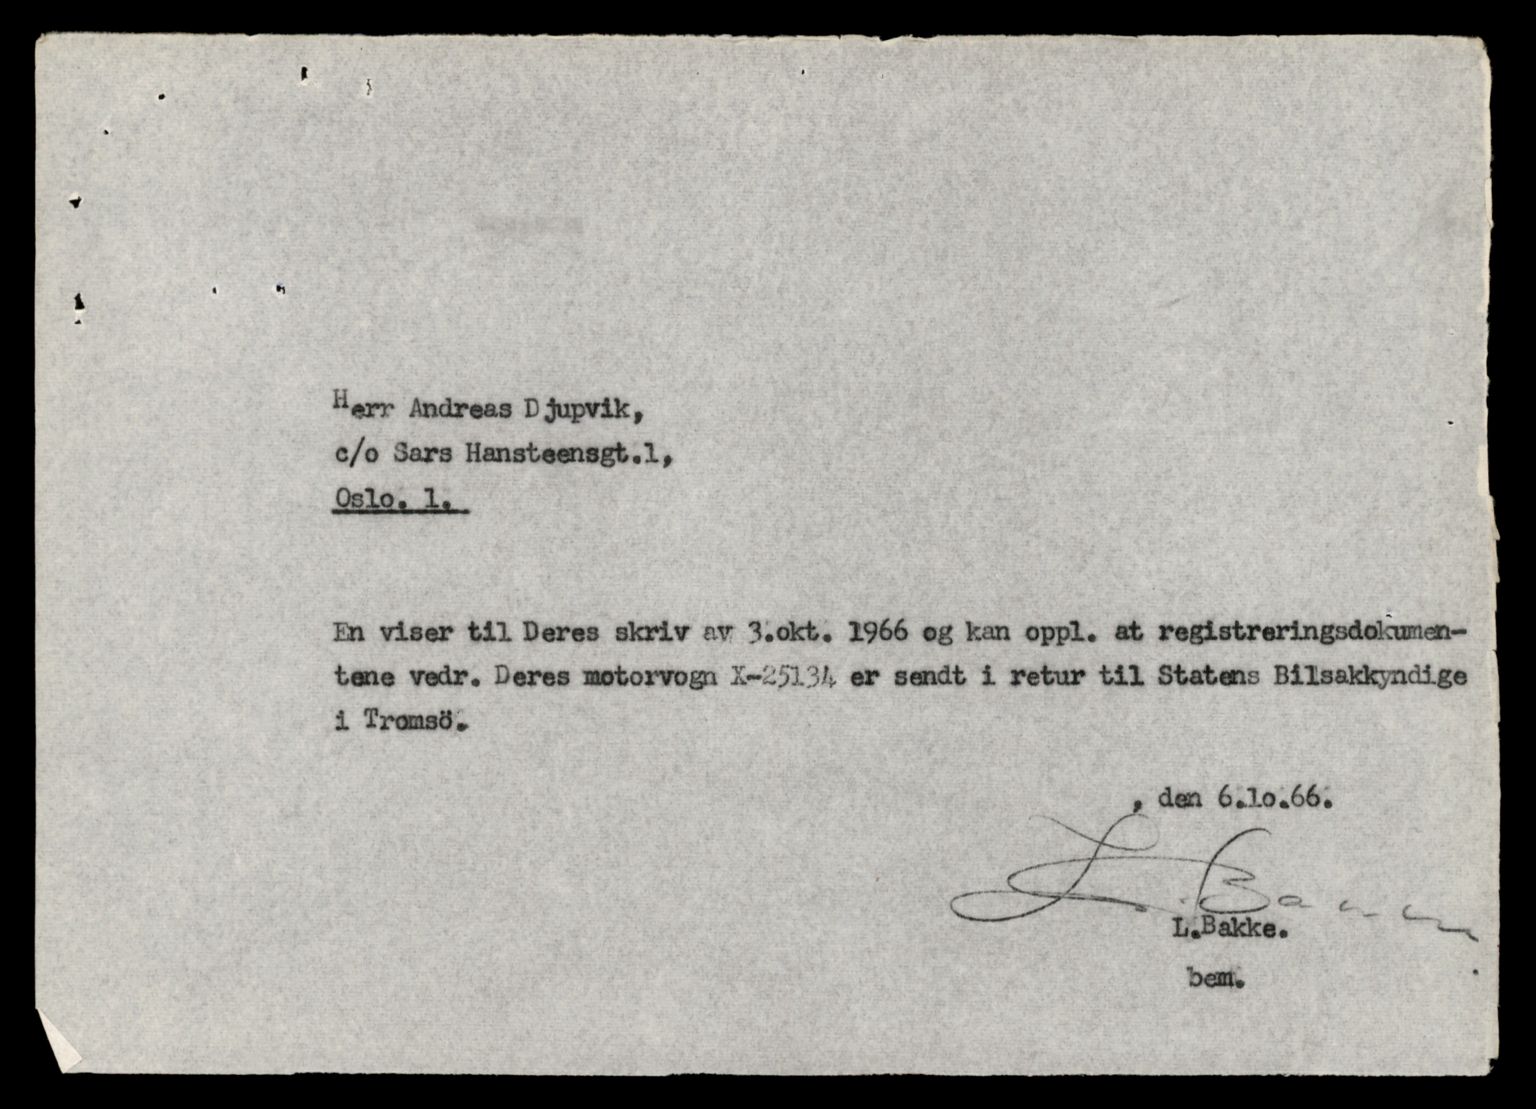 Herr Andreas Djupvik,
c/o Sars Hansteensgt.1,
Oslo. 1.
En viser til Deres skriv av 3.okt. 1966 og kan oppl. at registreringsdokumen-
tene vedr. Deres motorvogn X-25134 er sendt i retur til Statens Bilsakkyndige
i Tromsö.
, den 6.1o.66.
L.Bakke.
bem.